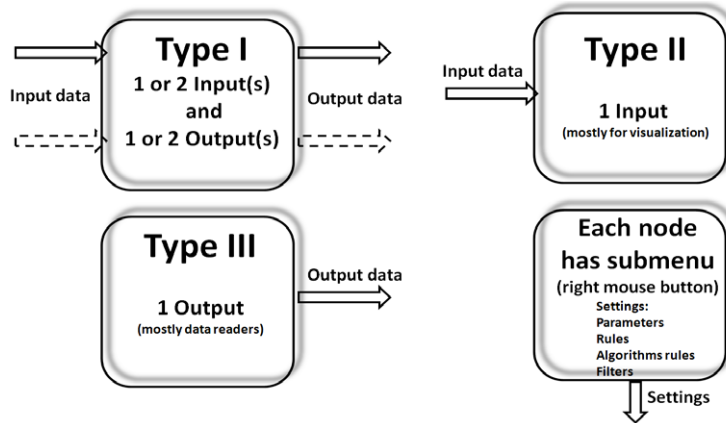 Type I
1 or 2 Input(s)
and
1 or 2 Output(s)
Input data
Output data
Type II
1 Input
(mostly for visualization)
Input data
Type III
1 Output
(mostly data readers)
Output data
Each node
has submenu
(right mouse button)
Settings:
Parameters
Rules
Algorithms rules
Filters
Settings